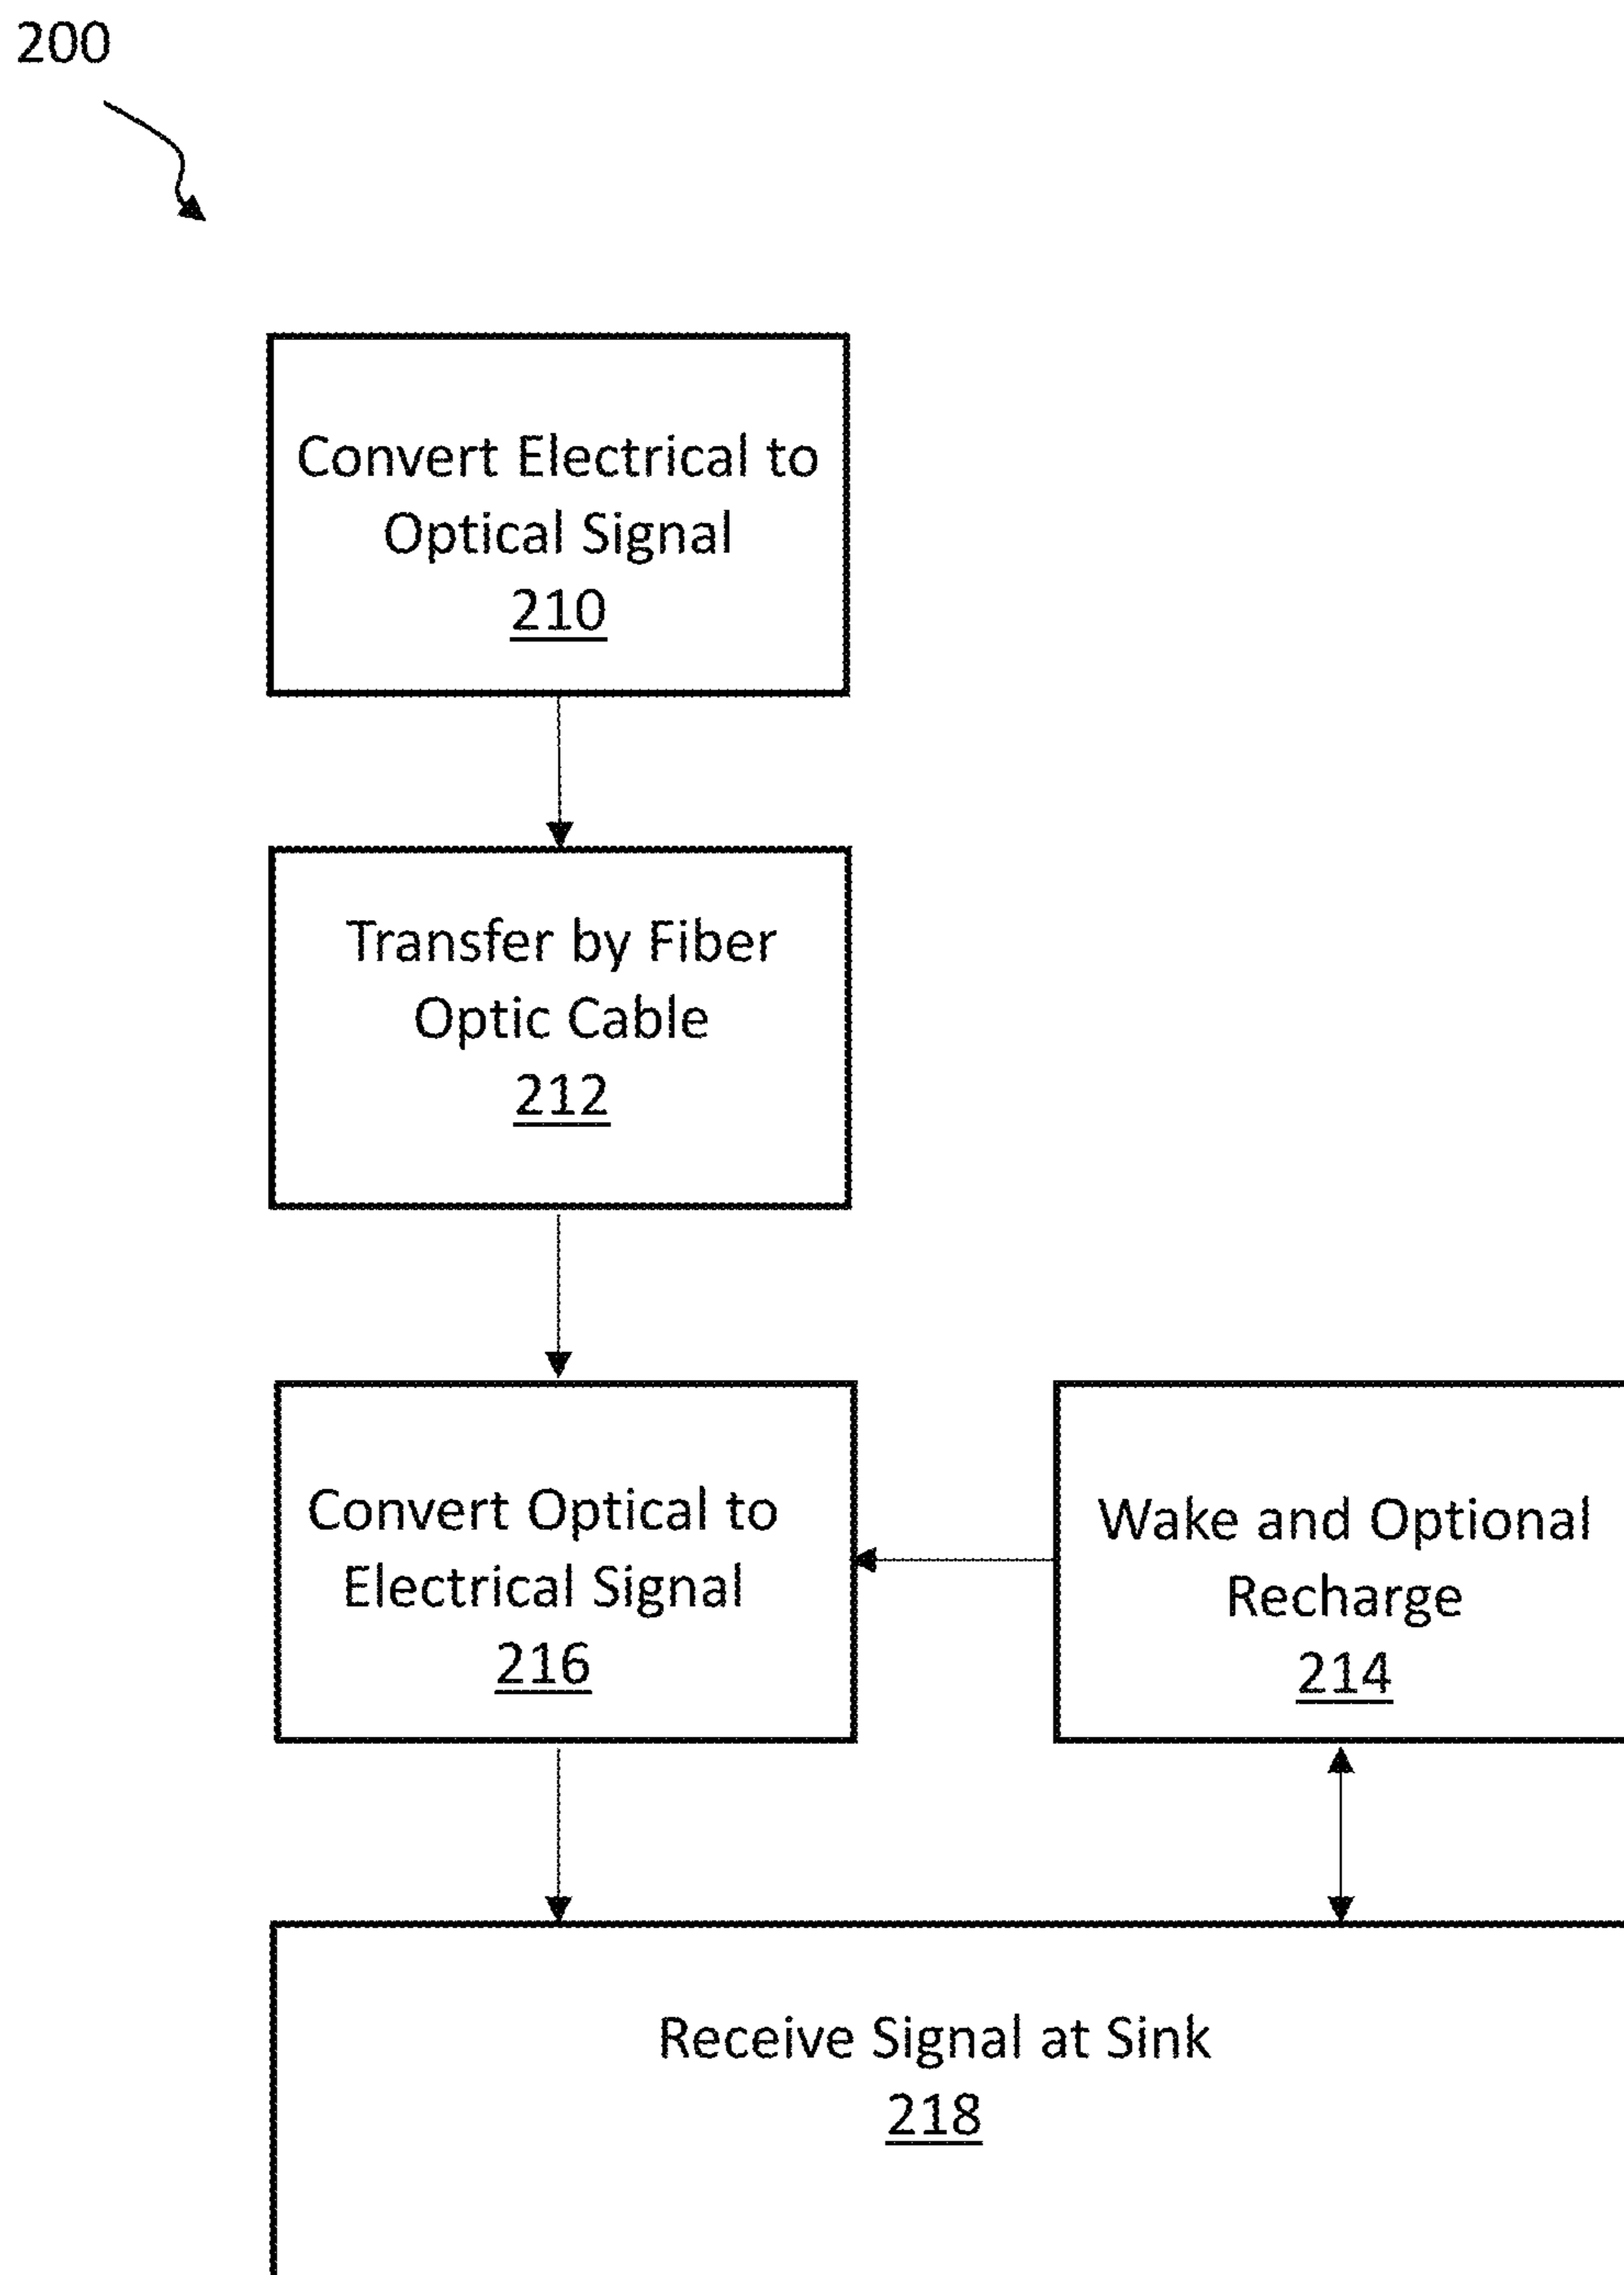 200
Convert Electrical to
Optical Signal
210
Transfer by Fiber
Optic Cable
212
Convert Optical to
Electrical Signal
216
Wake and Optional
Recharge
214
Receive Signal at Sink
218